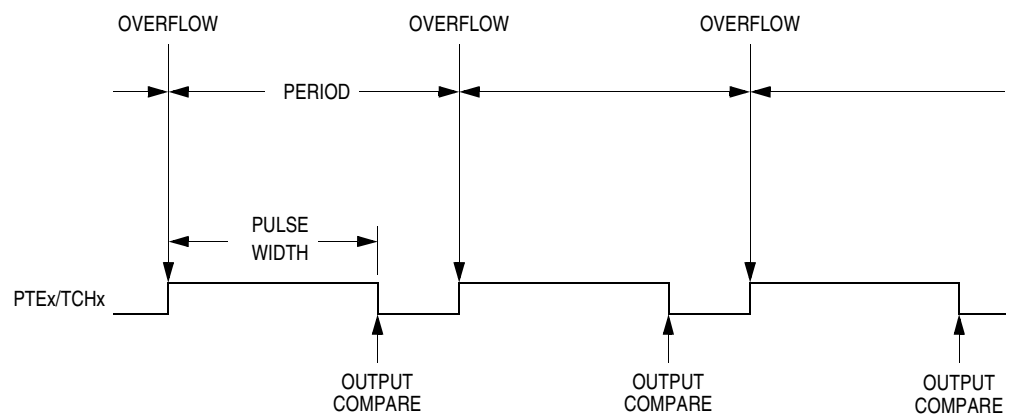 OVERFLOW
OVERFLOW
OVERFLOW
PERIOD
PULSE
WIDTH
PTEx/TCHx
OUTPUT
COMPARE
OUTPUT
COMPARE
OUTPUT
COMPARE